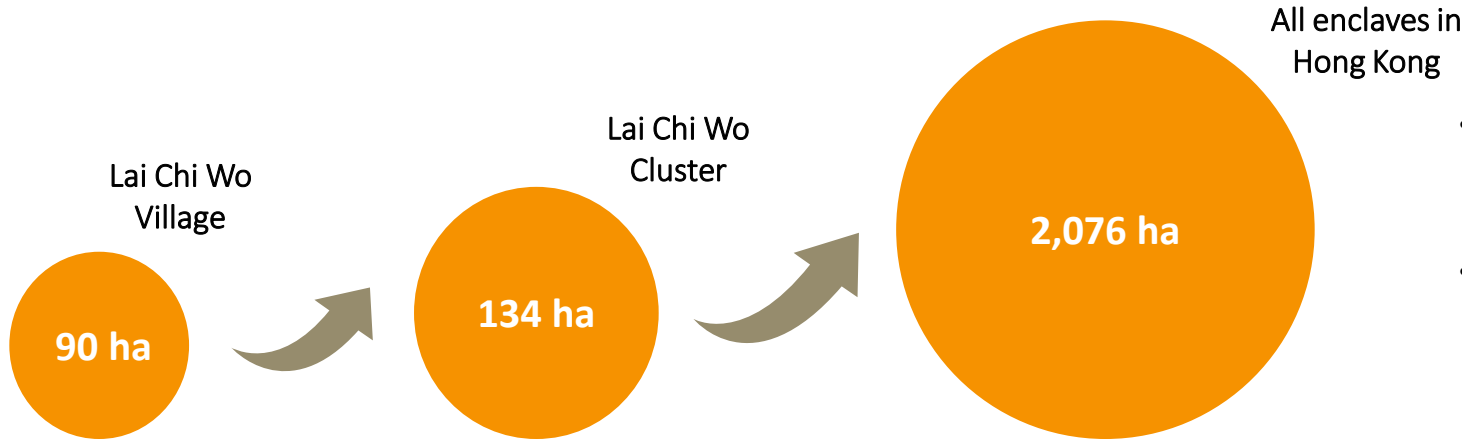 Lai Chi Wo
Village
90 ha
Lai Chi Wo
Cluster
134 ha
All enclaves in
Hong Kong
2,076 ha